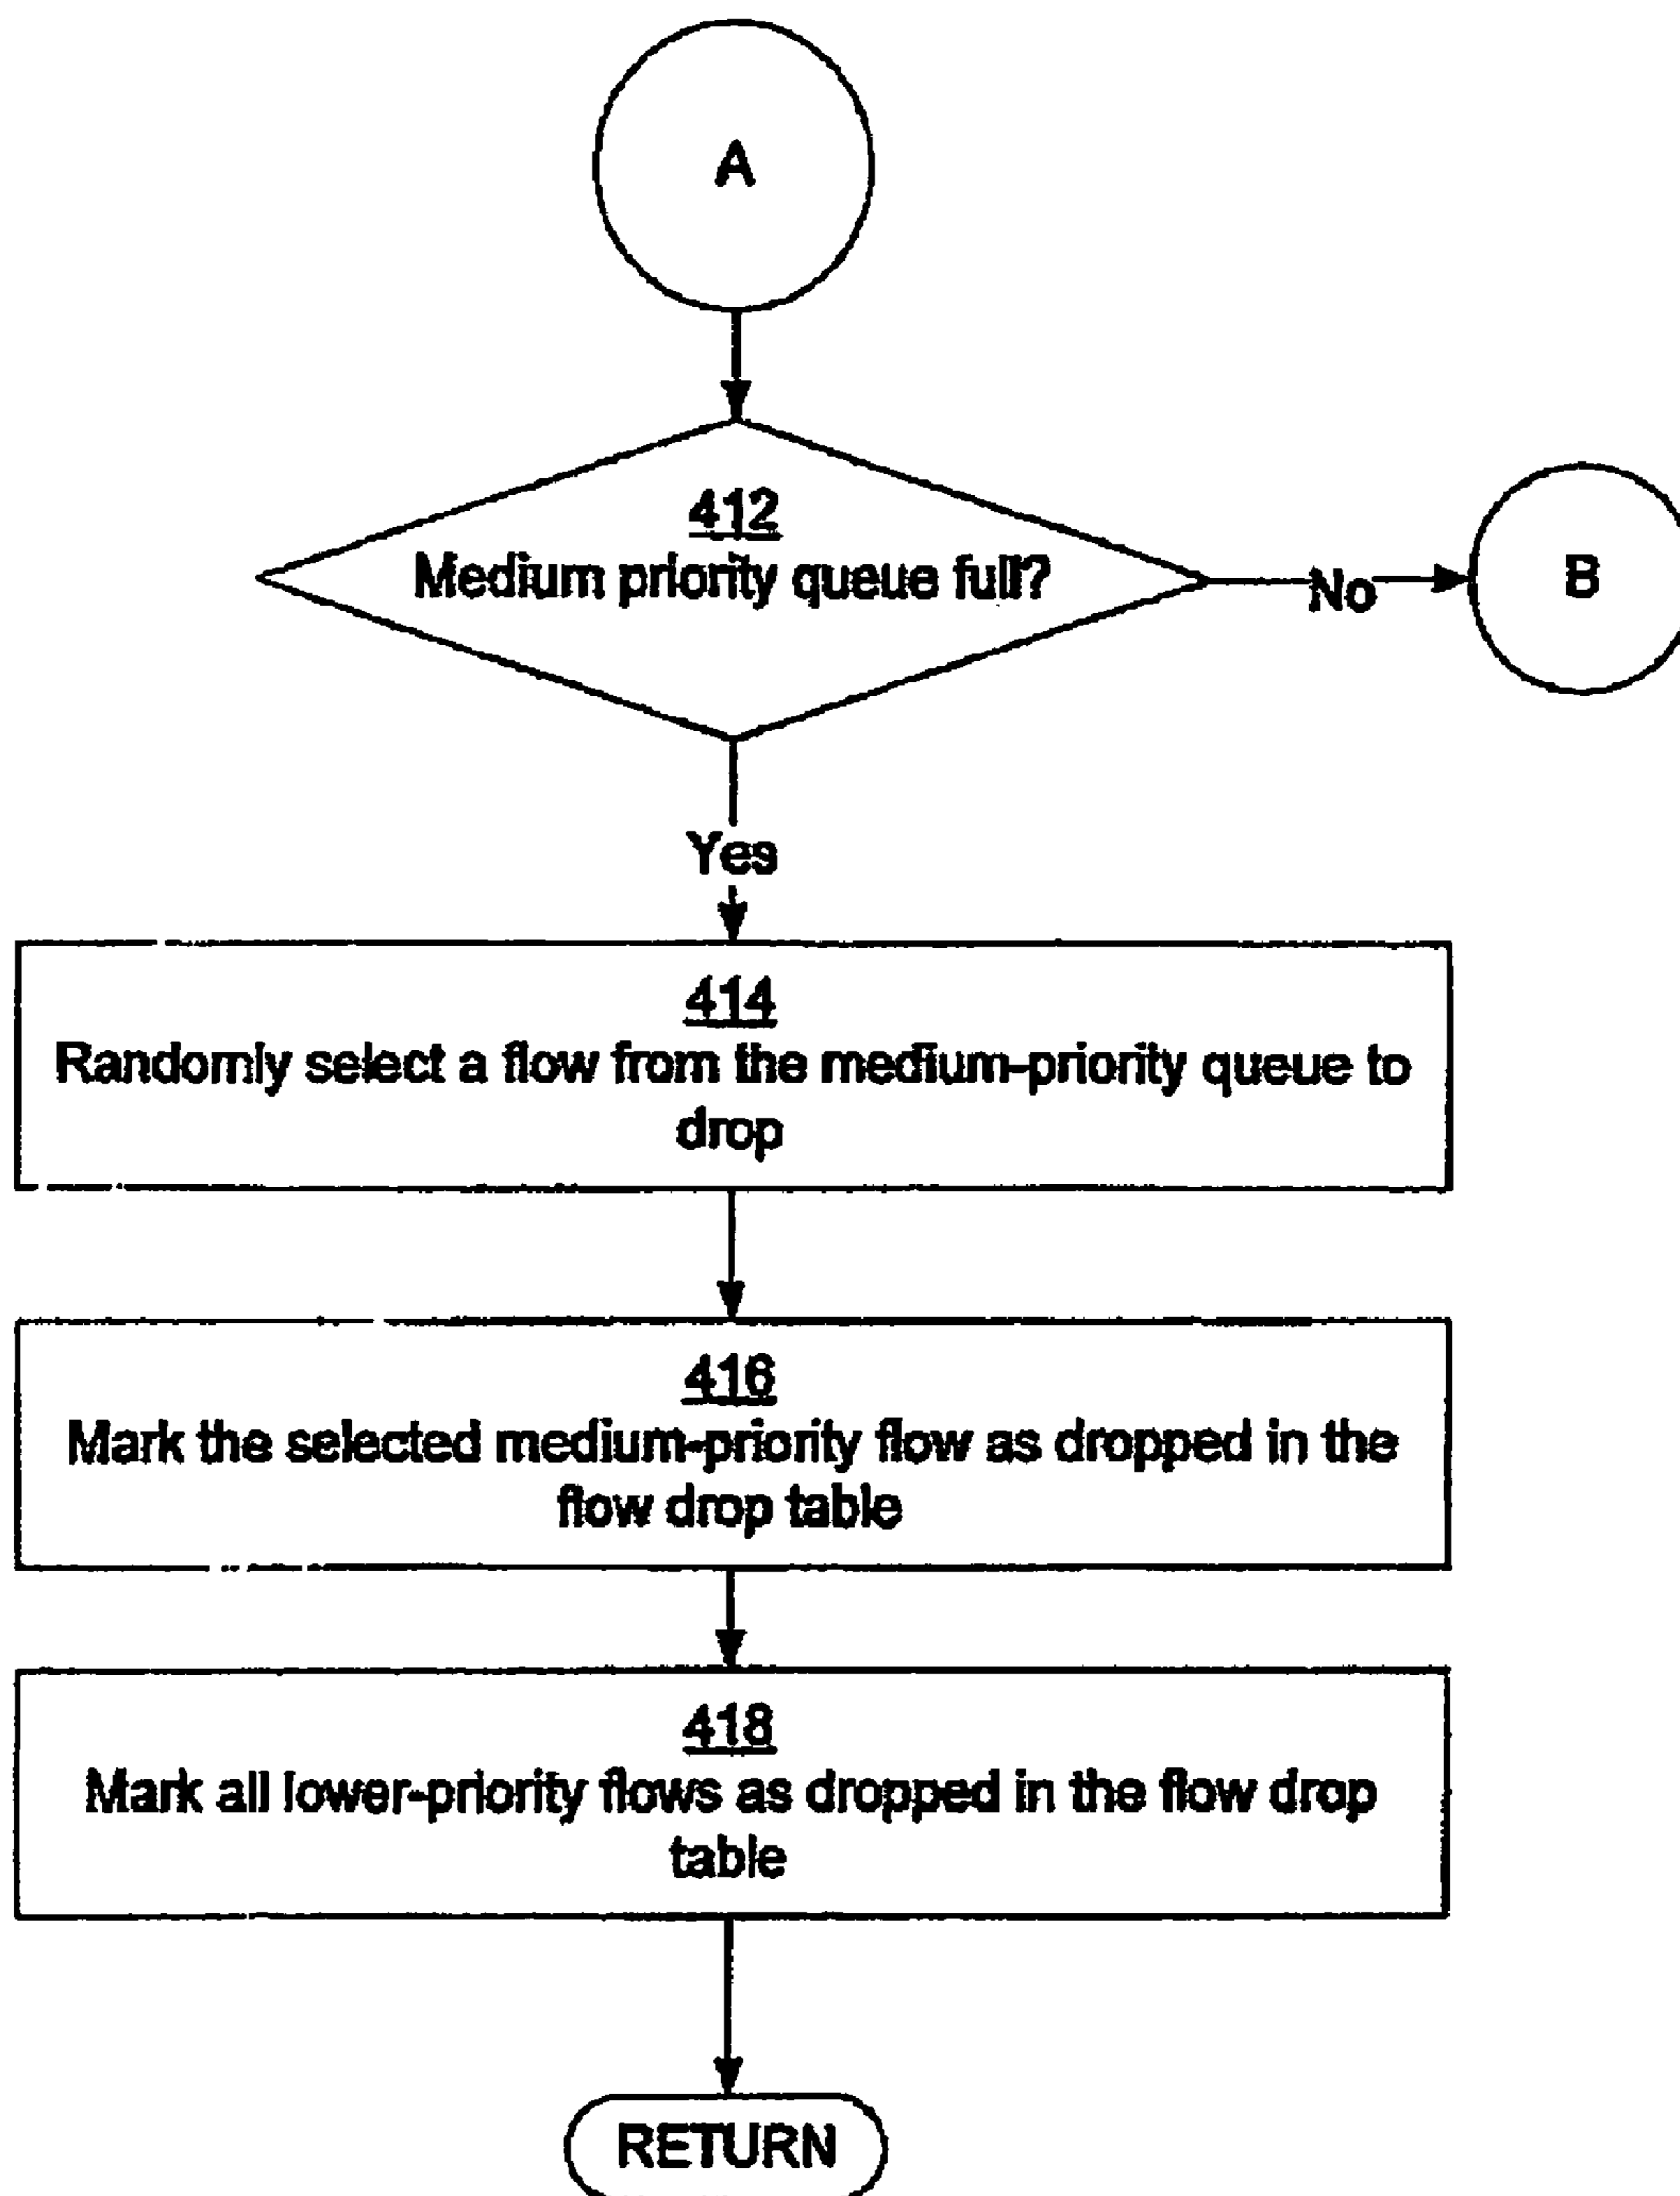 A
412
Medium priority queue full?
No
B
Yes
414
Randomly select a flow from the medium-priority queue to
drop
416
Mark the selected medium-priority flow as dropped in the
flow drop table
418
Mark all lower-priority flows as dropped in the flow drop
table
RETURN